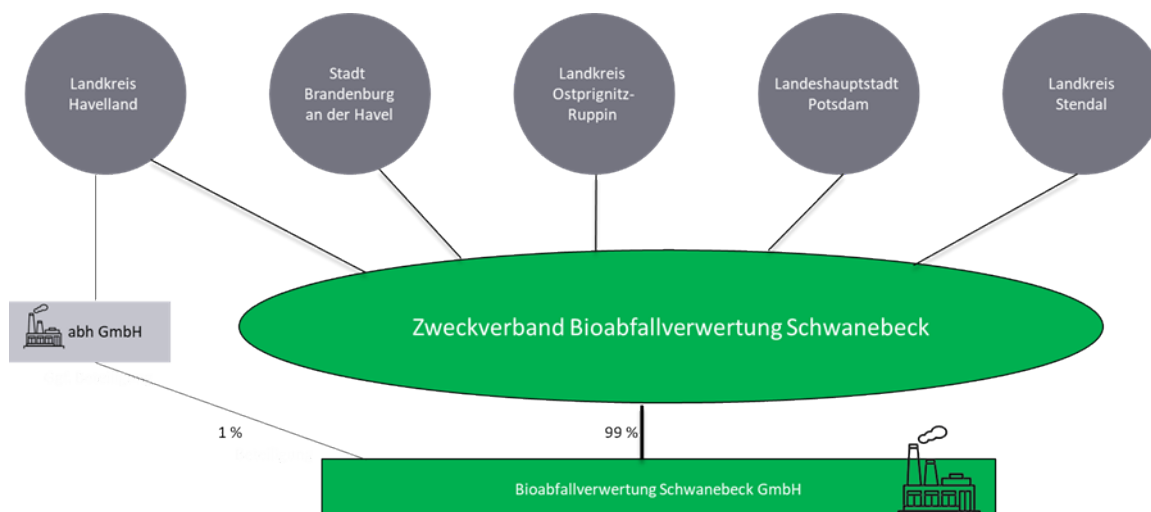 Landkreis
Havelland
Stadt
Brandenburg
an der Havel
Landkreis
Ostprignitz-
Ruppin
Landeshauptstadt
Potsdam
Landkreis
Stendal
abh GmbH
Zweckverband Bioabfallverwertung Schwanebeck
1 %
99 %
Bioabfallverwertung Schwanebeck GmbH